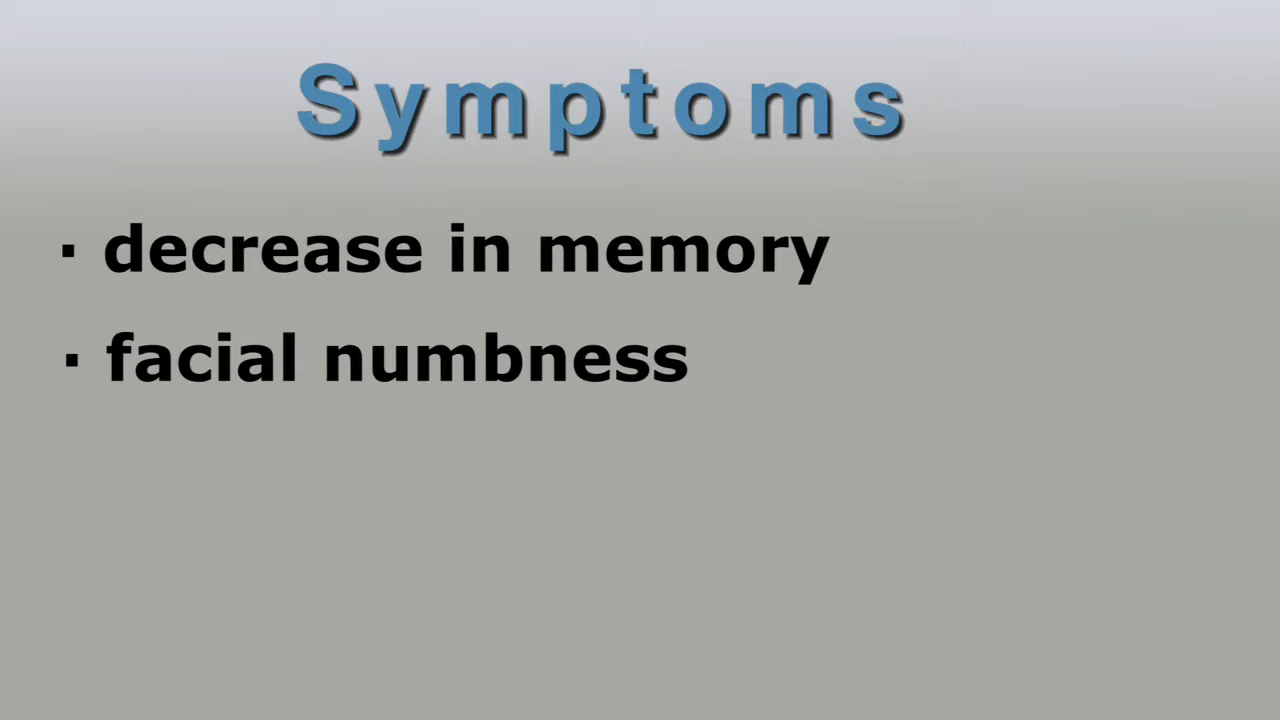 Symptoms
· decrease in memory
· facial numbness